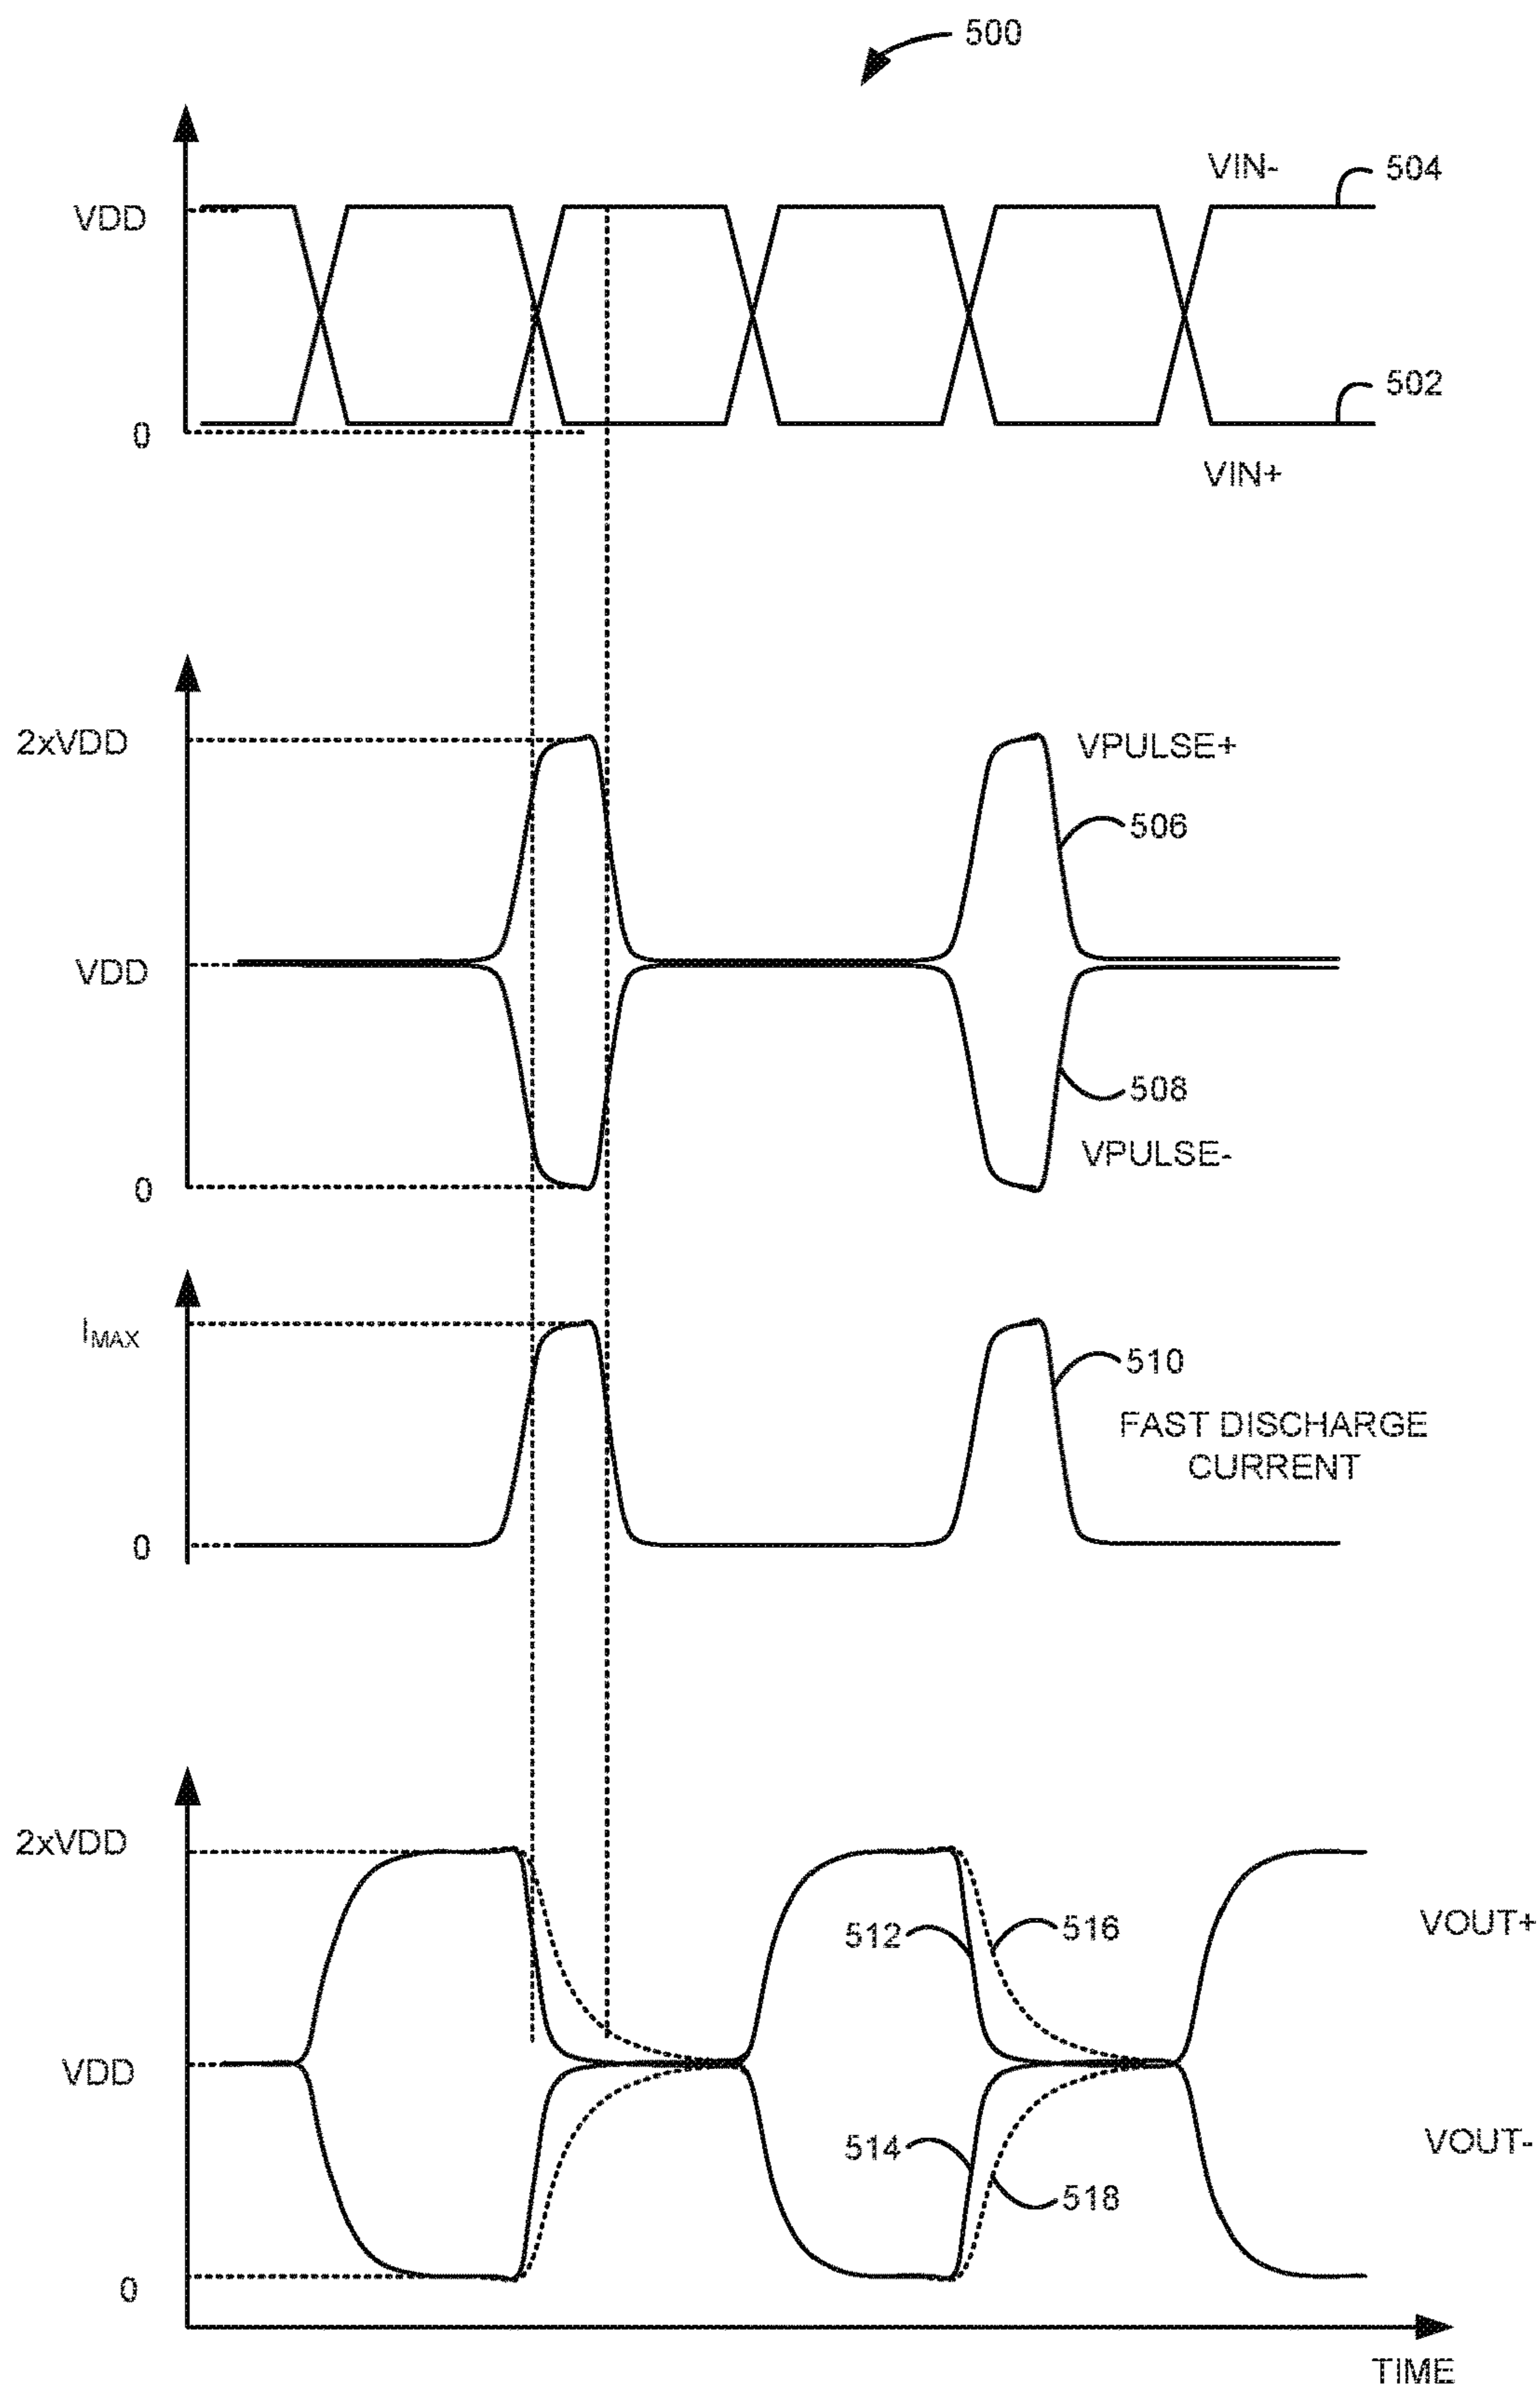 500
VIN-
504
VDD
502
0
VIN+
2xVDD
VPULSE+
506
VDD
508
VPULSE-
0
IMAX
510
FAST DISCHARGE
CURRENT
0
2xVDD
512
516
VOUT+
VDD
514
VOUT-
518
0
TIME